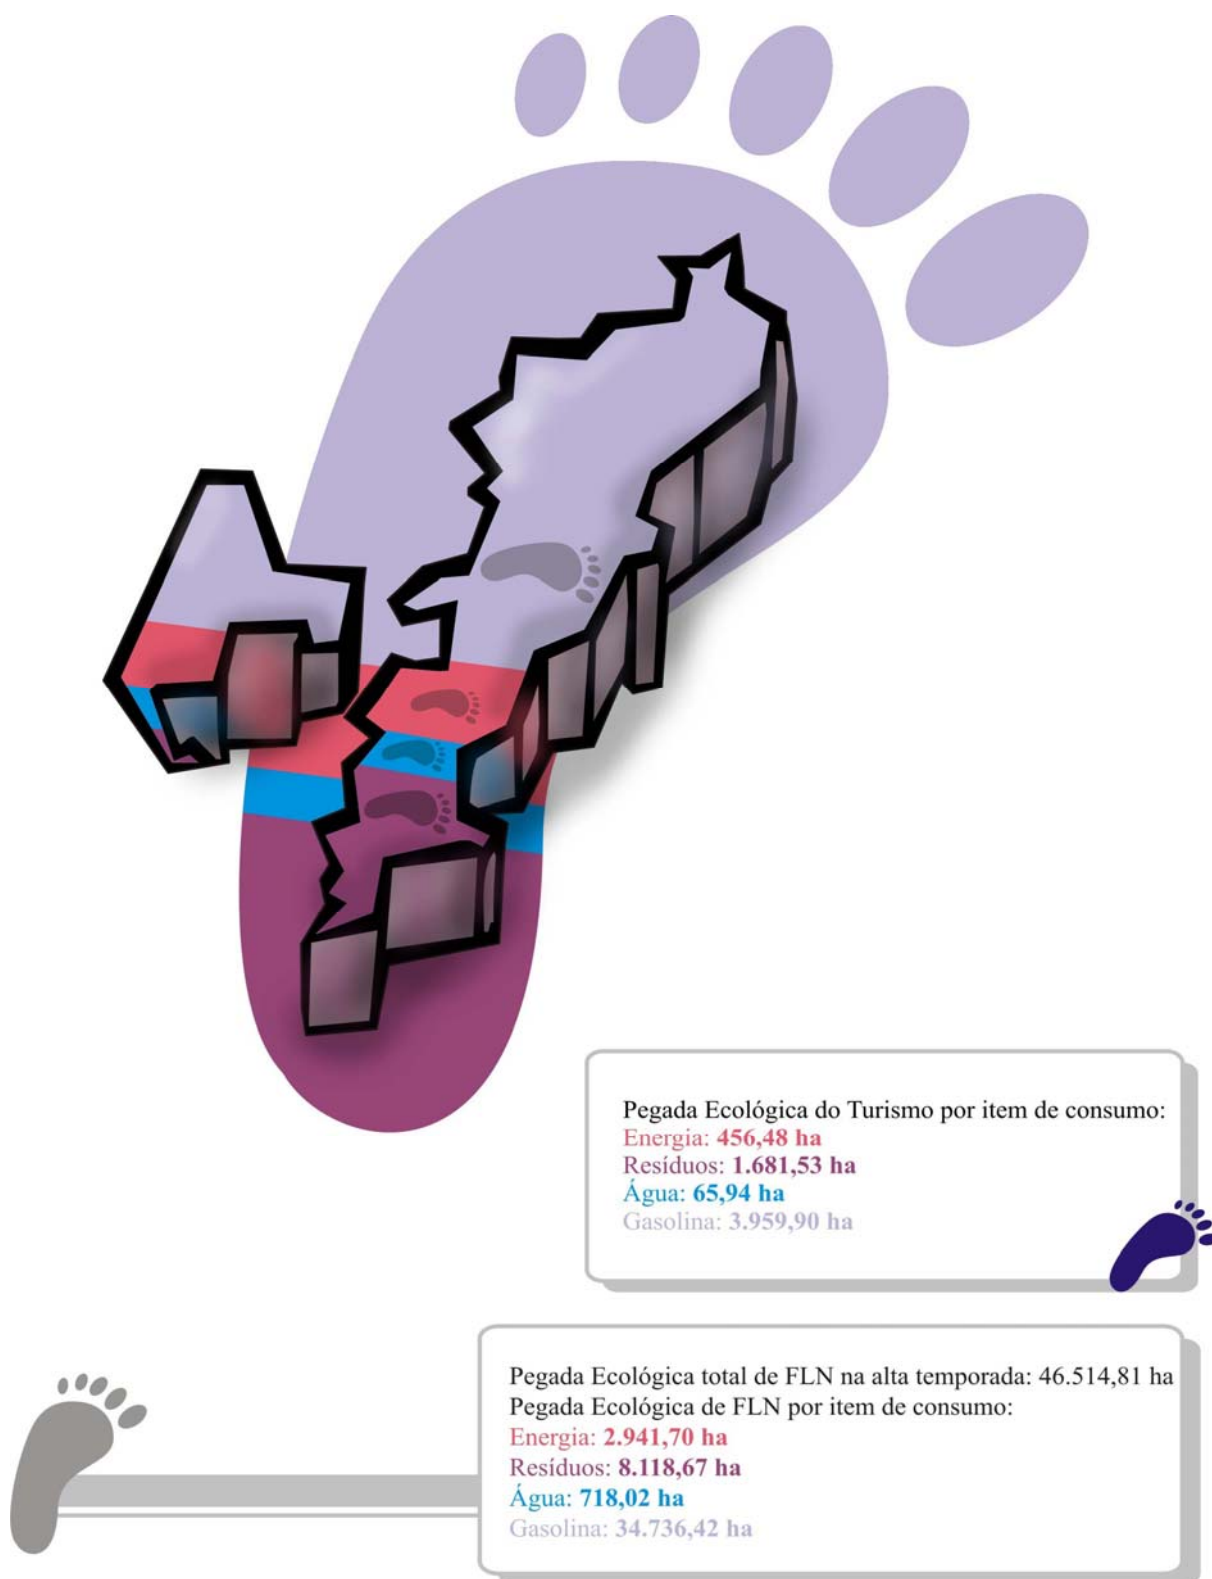 Pegada Ecológica do Turismo por item de consumo:
Energia: 456,48 ha
Resíduos: 1.681,53 ha
Água: 65,94 ha
Gasolina: 3.959,90 ha
Pegada Ecológica total de FLN na alta temporada: 46.514,81 ha
Pegada Ecológica de FLN por item de consumo:
Energia: 2.941,70 ha
Resíduos: 8.118,67 ha
Água: 718,02 ha
Gasolina: 34.736,42 ha